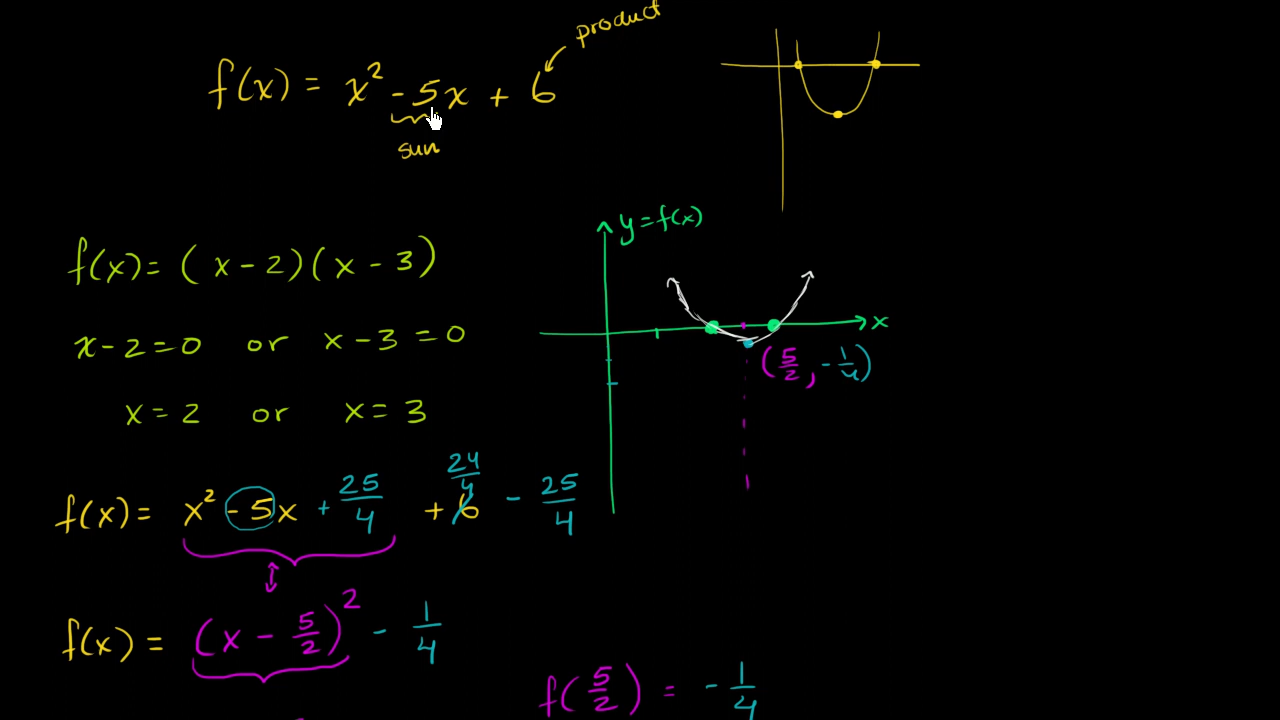 product
f(x) = x² - 5x + 6
sum
y = f(x)
f(x) = (x - 2)(x - 3)
x - 2 = 0 or x - 3 = 0
x
(5/2, -1/4)
x = 2 or x = 3
24/4
f(x) = x² - 5x + 25/4 + 6 - 25/4
f(x) = (x - 5/2)² - 1/4
f(5/2) = - 1/4